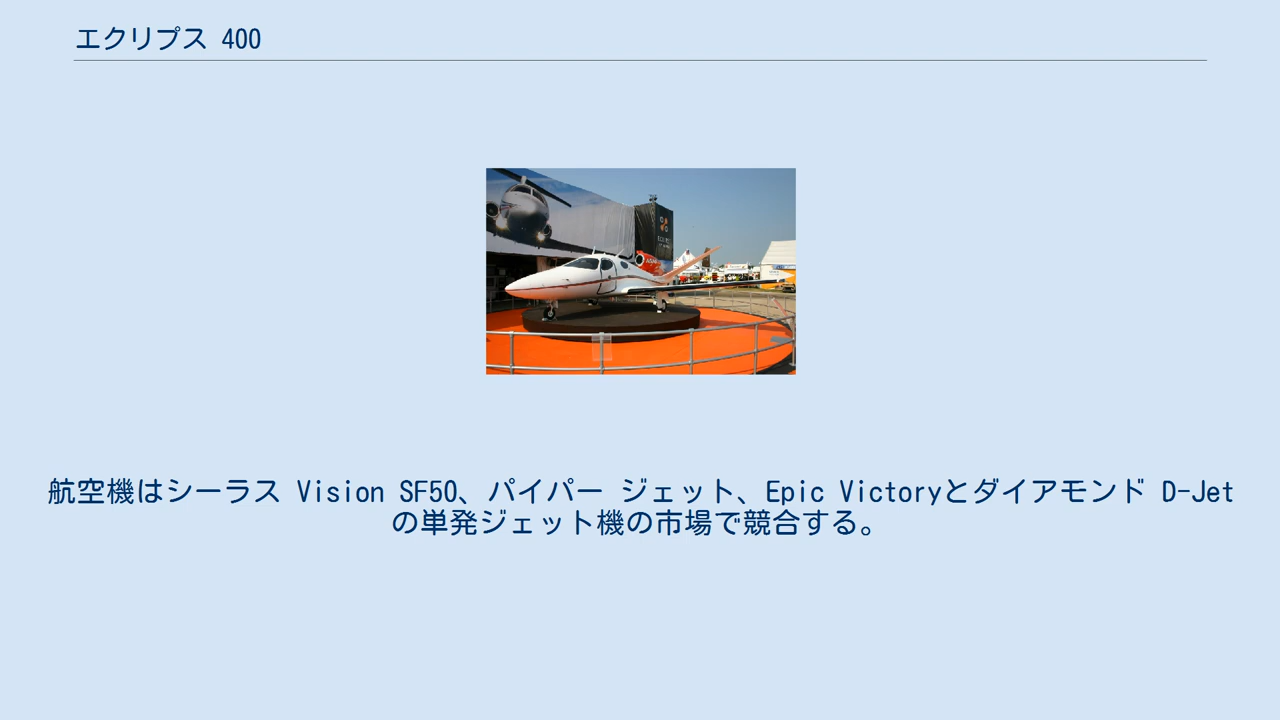 エクリプス 400
航空機はシーラス Vision SF50、パイパー ジェット、Epic Victoryとダイアモンド D-Jet
の単発ジェット機の市場で競合する。